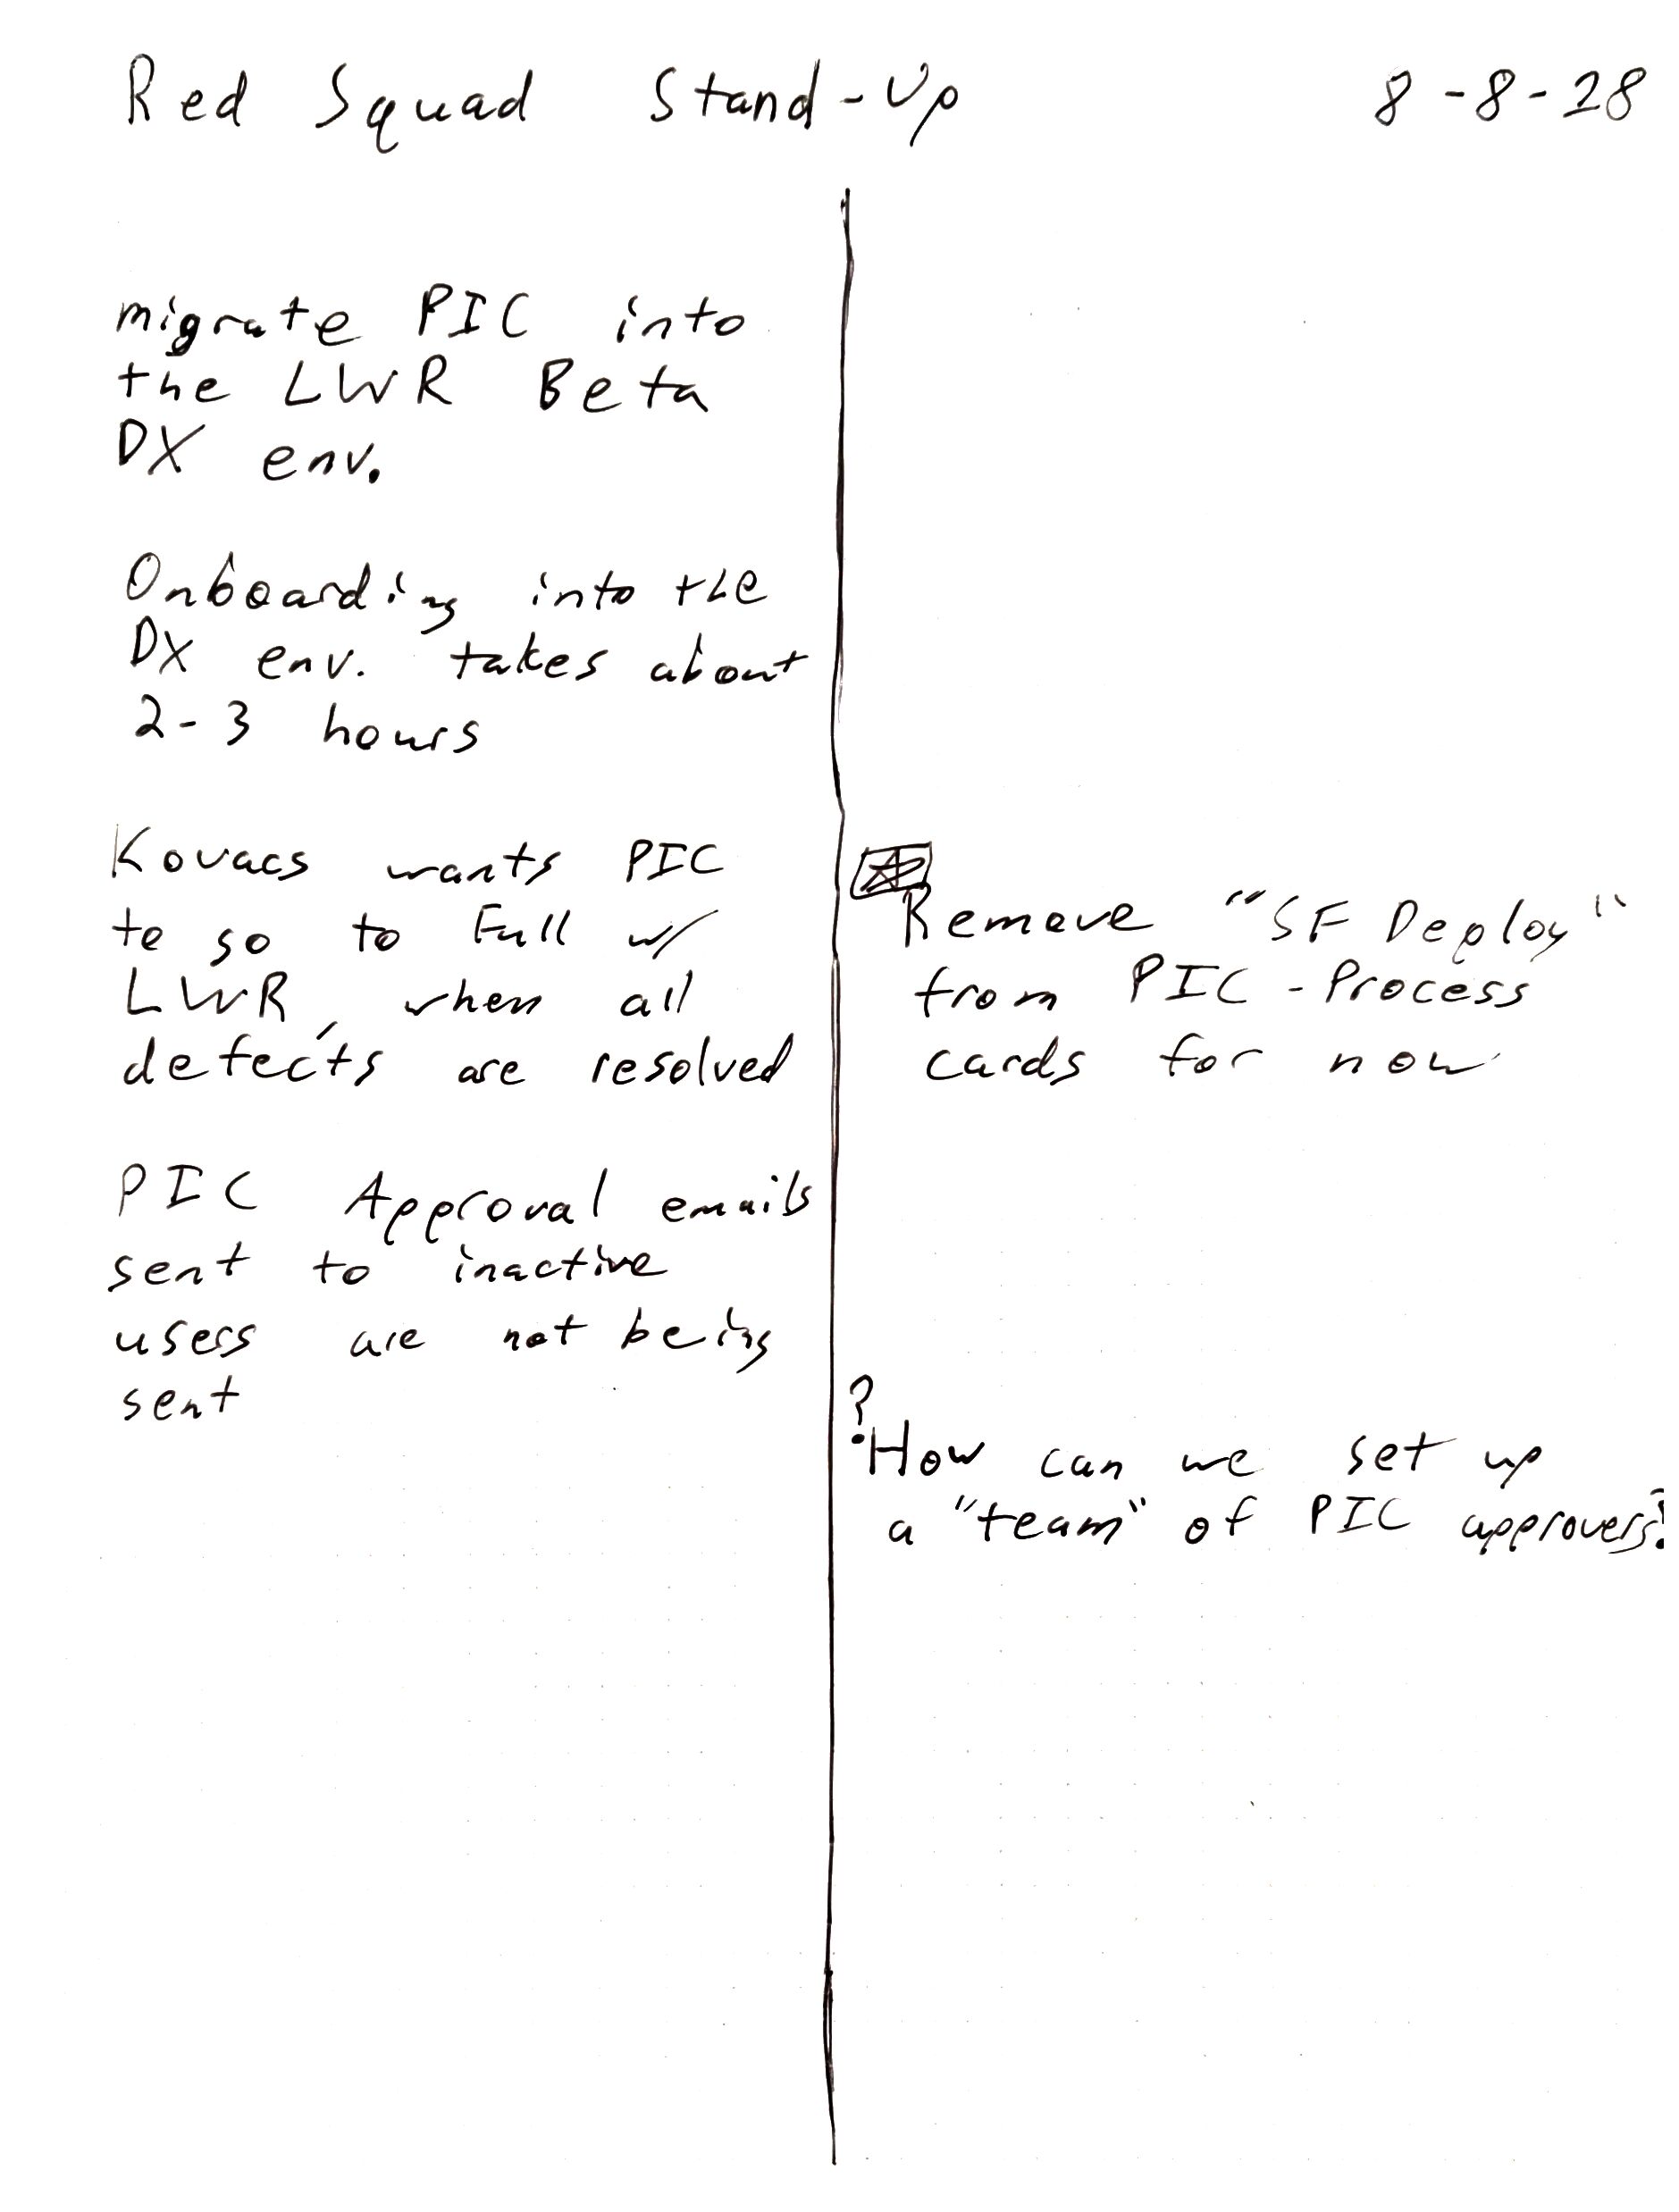 Red Squad Stand-Up 8-8-28
migrate PIC into
the LWR Beta
DX env.
Onboarding into the
DX env. takes about
2-3 hours
Kovacs wants PIC
te go to Full w/
LWR, when all
defects are resolved
PIC Approval emails
sent to inactive
users are not being
sent
Remove "SF Deploy"
from PIC-Process
cards for now
?
How can we set up
a "team" of PIC approvers?